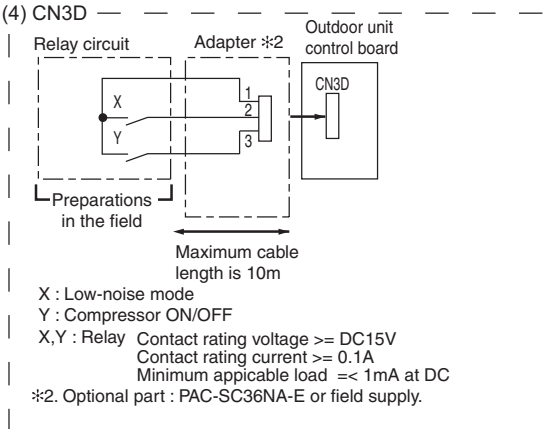 (4) CN3D
Relay circuit
Adapter ✻2
Outdoor unit
control board
CN3D
X
Y
1
2
3
Preparations
in the field
Maximum cable
length is 10m
X : Low-noise mode
Y : Compressor ON/OFF
X,Y : Relay Contact rating voltage >= DC15V
Contact rating current >= 0.1A
Minimum appicable load =< 1mA at DC
✻2. Optional part : PAC-SC36NA-E or field supply.